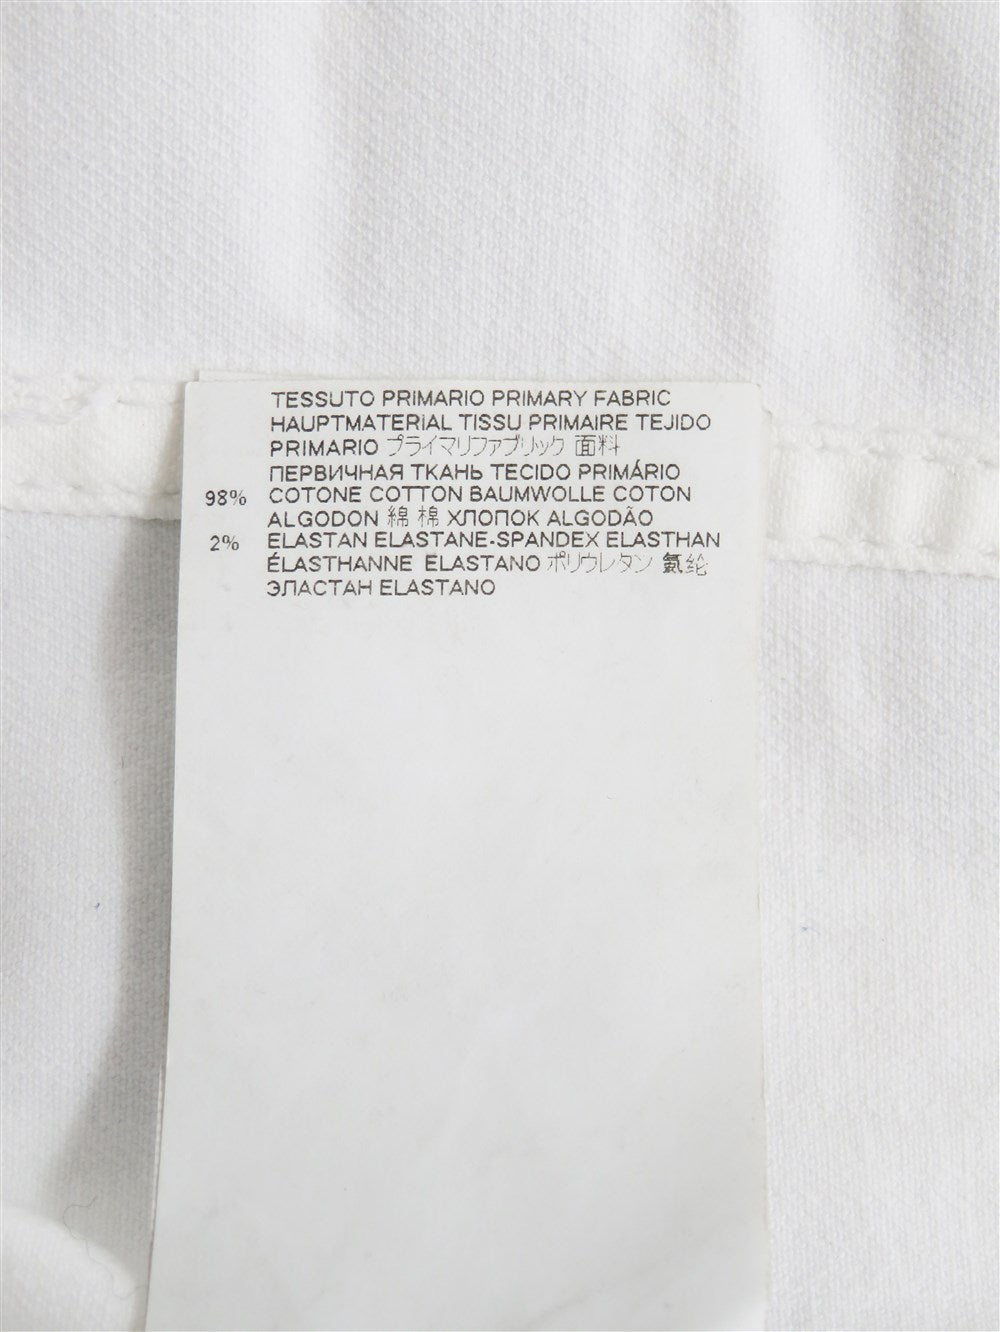 TESSUTO PRIMARIO PRIMARY FABRIC
HAUPTMATERIAL TISSU PRIMAIRE TEJIDO
PRIMARIO プライマリファブリック 面料
ПЕРВИЧНАЯ ТКАНЬ TECIDO PRIMÁRIO
98% COTONE COTTON BAUMWOLLE COTON
ALGODON 綿 棉 ХЛОПОК ALGODÃO
2% ELASTAN ELASTANE-SPANDEX ELASTHAN
ÉLASTHANNE ELASTANO ポリウレタン 氨纶
ЭЛАСТАН ELASTANO